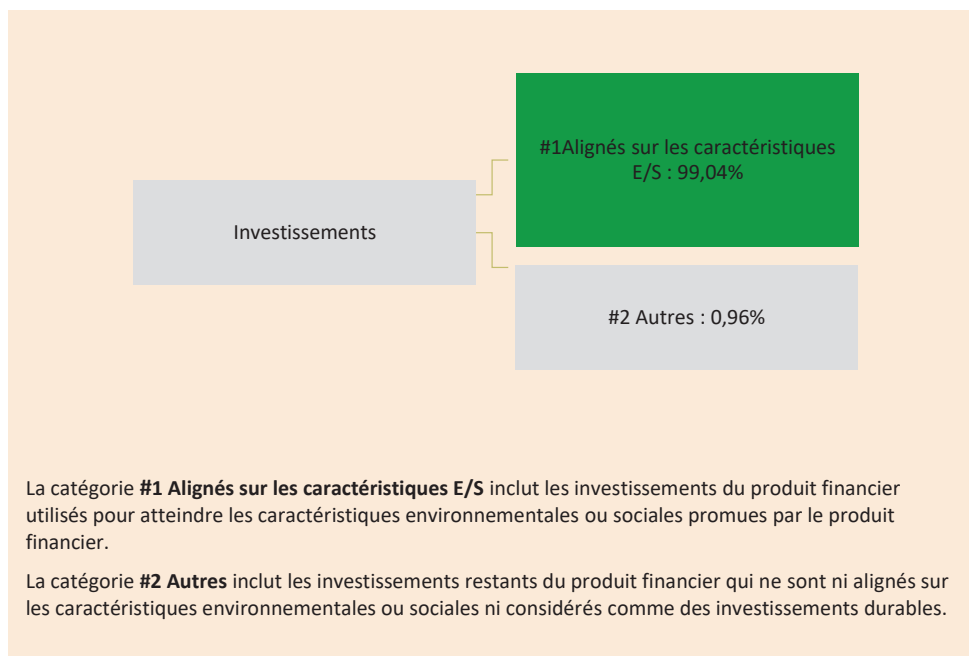 #1Alignés sur les caractéristiques
E/S : 99,04%
Investissements
#2 Autres : 0,96%
La catégorie #1 Alignés sur les caractéristiques E/S inclut les investissements du produit financier
utilisés pour atteindre les caractéristiques environnementales ou sociales promues par le produit
financier.
La catégorie #2 Autres inclut les investissements restants du produit financier qui ne sont ni alignés sur
les caractéristiques environnementales ou sociales ni considérés comme des investissements durables.